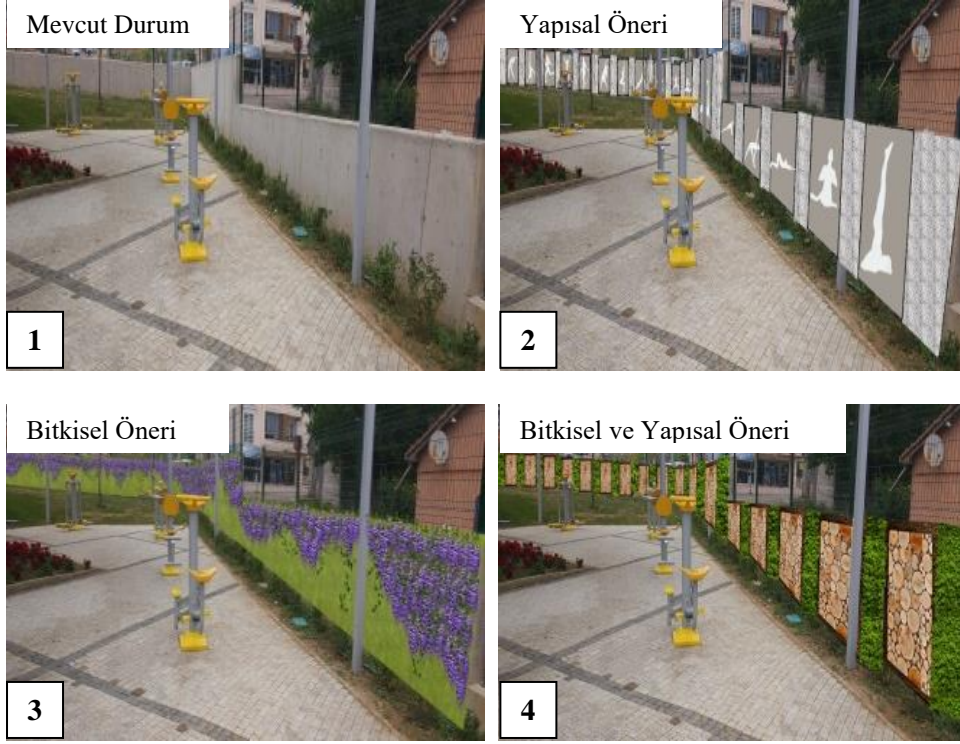 Mevcut Durum
Yapısal Öneri
1
2
Bitkisel Öneri
Bitkisel ve Yapısal Öneri
3
4